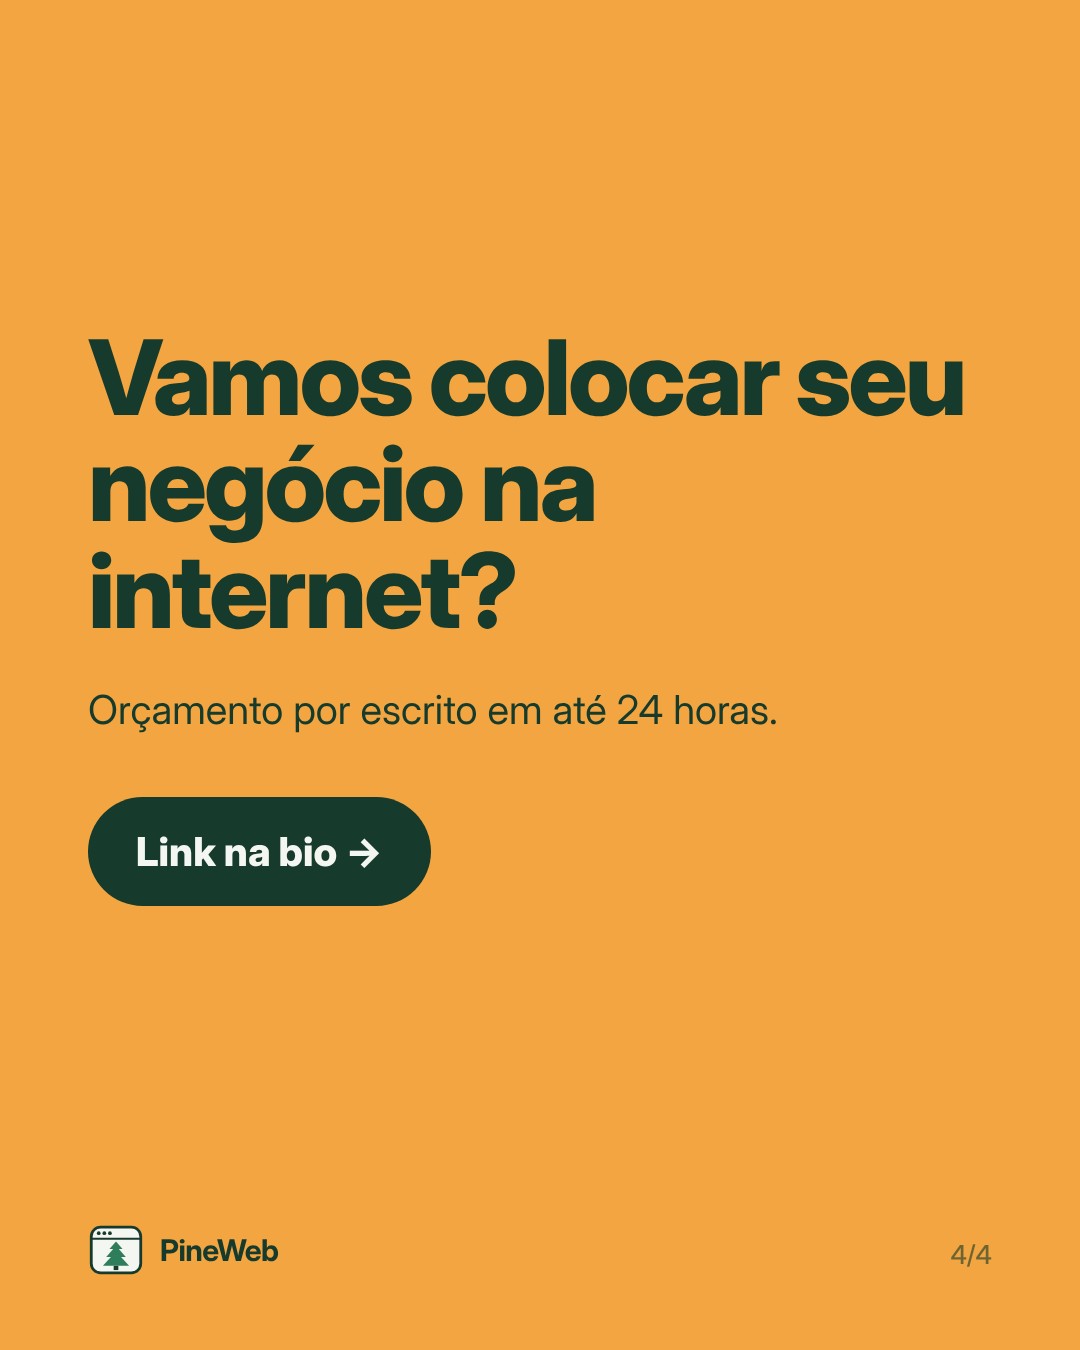 Vamos colocar seu
negócio na
internet?
Orçamento por escrito em até 24 horas.
Link na bio →
PineWeb
4/4